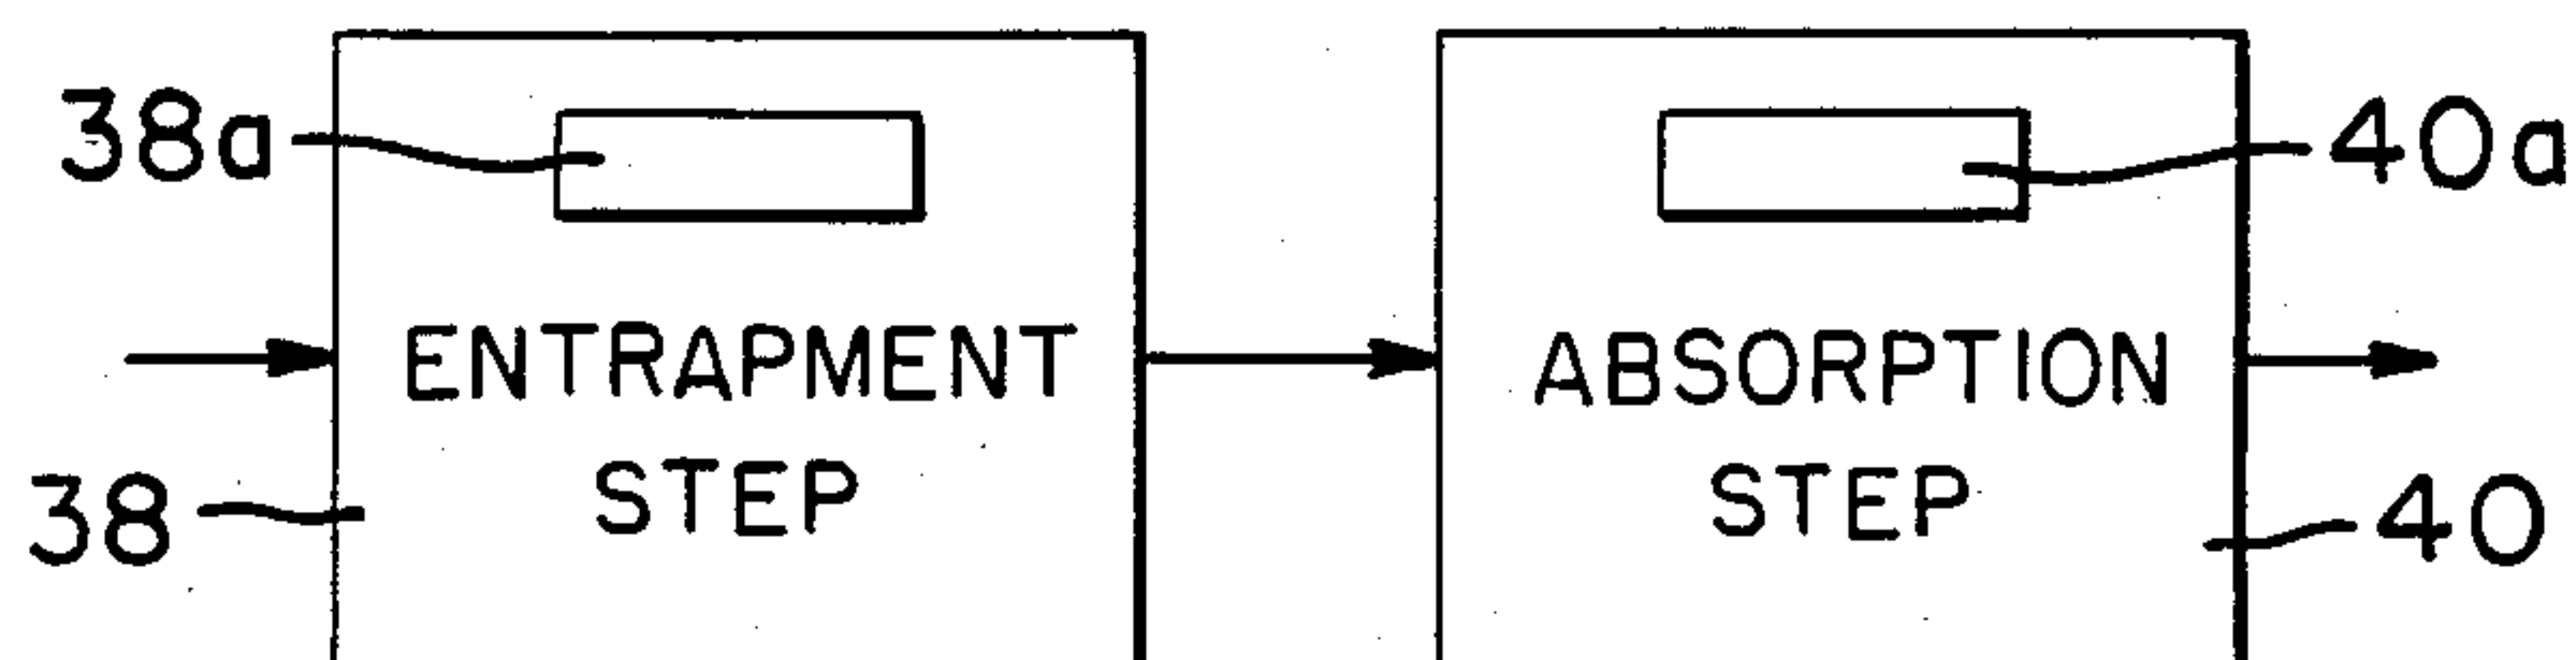 38a
40a
ENTRAPMENT
STEP
ABSORPTION
STEP
38
40